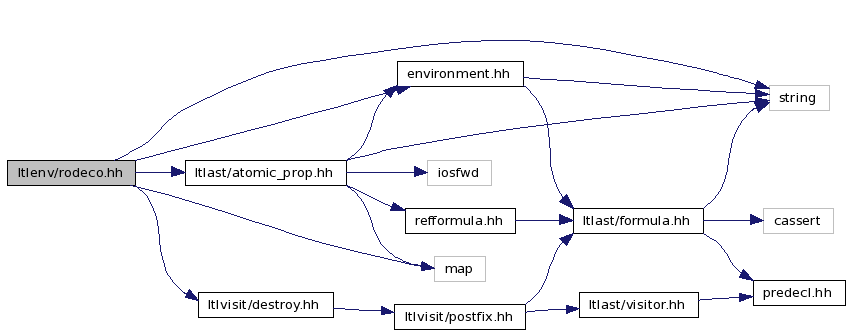 environment.hh
string
ltlenv/rodeco.hh
ltlast/atomic_prop.hh
iosfwd
refformula.hh
ltlast/formula.hh
cassert
map
predecl.hh
ltlvisit/destroy.hh
ltlvisit/postfix.hh
ltlast/visitor.hh